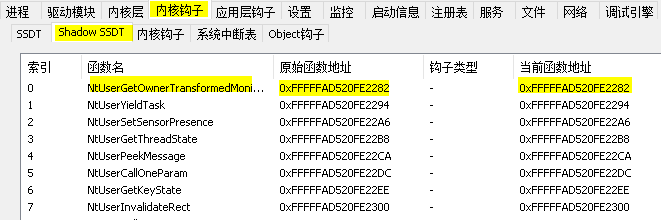 进程 驱动模块 内核层 内核钩子 应用层钩子 设置 监控 启动信息 注册表 服务 文件 网络 调试引擎
SSDT Shadow SSDT 内核钩子 系统中断表 Object钩子
索引 函数名 原始函数地址 钩子类型 当前函数地址
0 NtUserGetOwnerTransformedMoni... 0xFFFFFAD520FE2282 - 0xFFFFFAD520FE2282
1 NtUserYieldTask 0xFFFFFAD520FE2294 - 0xFFFFFAD520FE2294
2 NtUserSetSensorPresence 0xFFFFFAD520FE22A6 - 0xFFFFFAD520FE22A6
3 NtUserGetThreadState 0xFFFFFAD520FE22B8 - 0xFFFFFAD520FE22B8
4 NtUserPeekMessage 0xFFFFFAD520FE22CA - 0xFFFFFAD520FE22CA
5 NtUserCallOneParam 0xFFFFFAD520FE22DC - 0xFFFFFAD520FE22DC
6 NtUserGetKeyState 0xFFFFFAD520FE22EE - 0xFFFFFAD520FE22EE
7 NtUserInvalidateRect 0xFFFFFAD520FE2300 - 0xFFFFFAD520FE2300